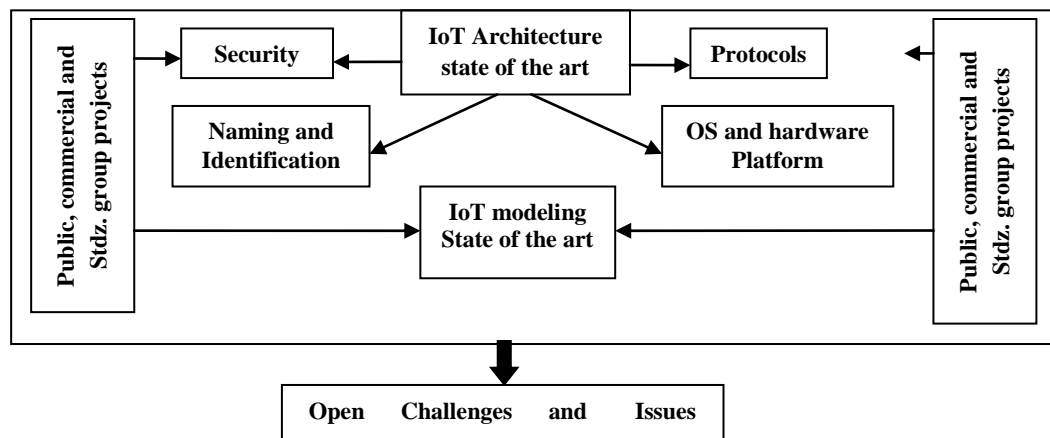 Public, commercial and
Stdz. group projects
Security
IoT Architecture
state of the art
Protocols
Naming and
Identification
OS and hardware
Platform
IoT modeling
State of the art
Public, commercial and
Stdz. group projects
Open Challenges and Issues